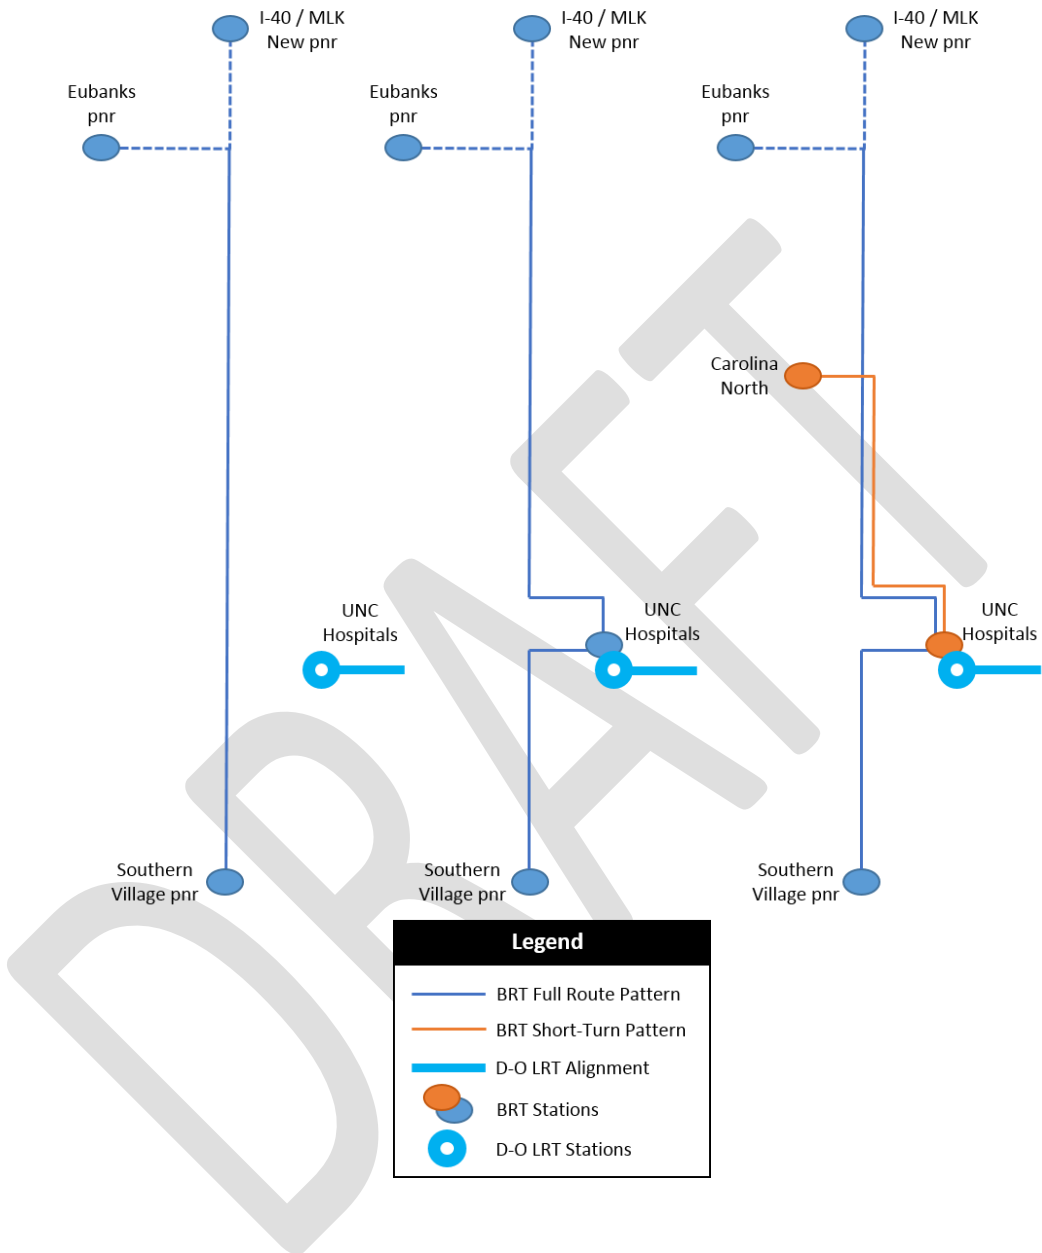 I-40 / MLK
New pnr
Eubanks
pnr
UNC
Hospitals
Southern
Village pnr
I-40 / MLK
New pnr
Eubanks
pnr
UNC
Hospitals
Southern
Village pnr
I-40 / MLK
New pnr
Eubanks
pnr
Carolina
North
UNC
Hospitals
Southern
Village pnr
DRAFT
Legend
BRT Full Route Pattern
BRT Short-Turn Pattern
D-O LRT Alignment
BRT Stations
D-O LRT Stations